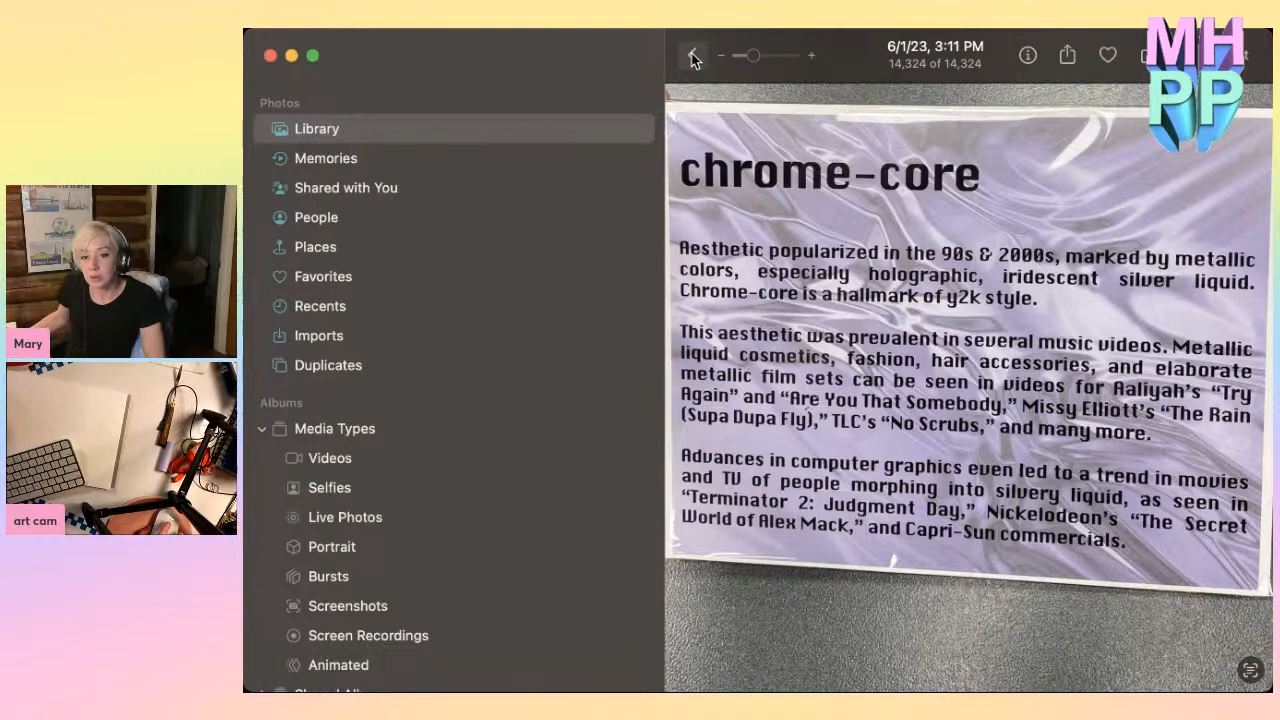 MH
PP
6/1/23, 3:11 PM
14,324 of 14,324
Photos
Library
Memories
Shared with You
People
Places
Favorites
Recents
Imports
Duplicates
Albums
Media Types
Videos
Selfies
Live Photos
Portrait
Bursts
Screenshots
Screen Recordings
Animated
chrome-core
Aesthetic popularized in the 90s & 2000s, marked by metallic
colors, especially holographic, iridescent silver liquid.
Chrome-core is a hallmark of y2k style.
This aesthetic was prevalent in several music videos. Metallic
liquid cosmetics, fashion, hair accessories, and elaborate
metallic film sets can be seen in videos for Aaliyah's "Try
Again" and "Are You That Somebody," Missy Elliott's "The Rain
(Supa Dupa Fly)," TLC's "No Scrubs," and many more.
Advances in computer graphics even led to a trend in movies
and TV of people morphing into silvery liquid, as seen in
"Terminator 2: Judgment Day," Nickelodeon's "The Secret
World of Alex Mack," and Capri-Sun commercials.
Mary
art cam